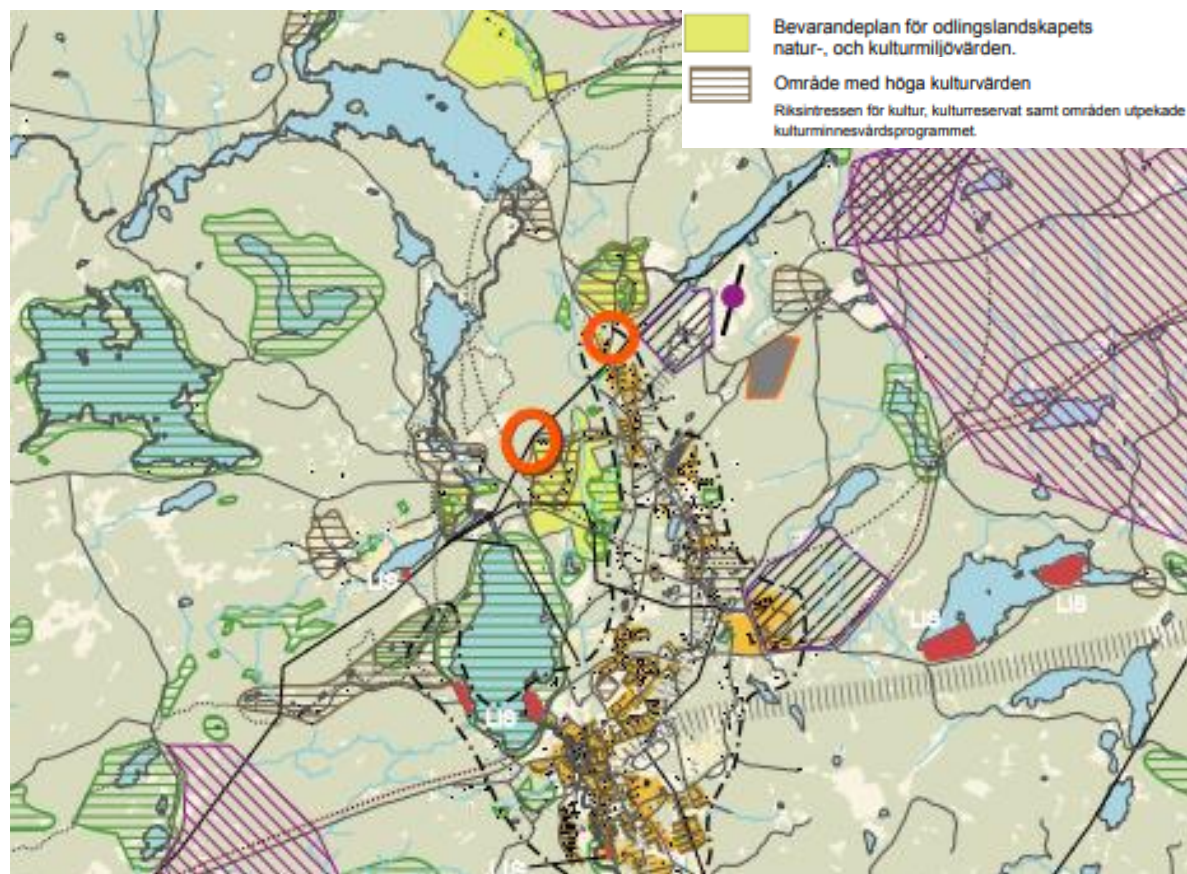 Bevarandeplan för odlingslandskapets
natur-, och kulturmiljövärden.
Område med höga kulturvärden
Riksintressen för kultur, kulturreservat samt områden utpekade
kulturminnesvårdsprogrammet.
LIS
LIS
LIS
LIS
LIS